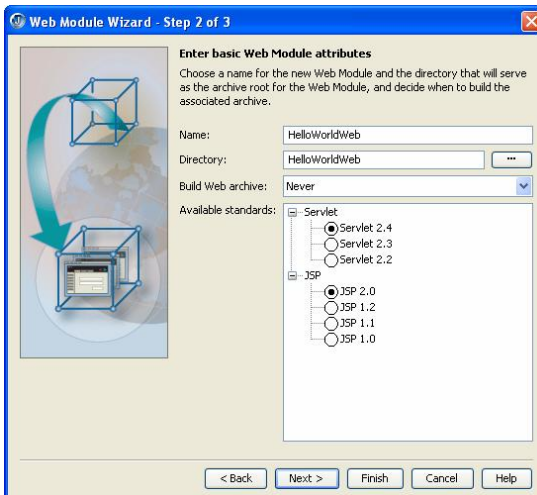 Web Module Wizard - Step 2 of 3
Enter basic Web Module attributes
Choose a name for the new Web Module and the directory that will serve
as the archive root for the Web Module, and decide when to build the
associated archive.
Name: HelloWorldWeb
Directory: HelloWorldWeb ...
Build Web archive: Never
Available standards: Servlet
Servlet 2.4
Servlet 2.3
Servlet 2.2
JSP
JSP 2.0
JSP 1.2
JSP 1.1
JSP 1.0
< Back Next > Finish Cancel Help